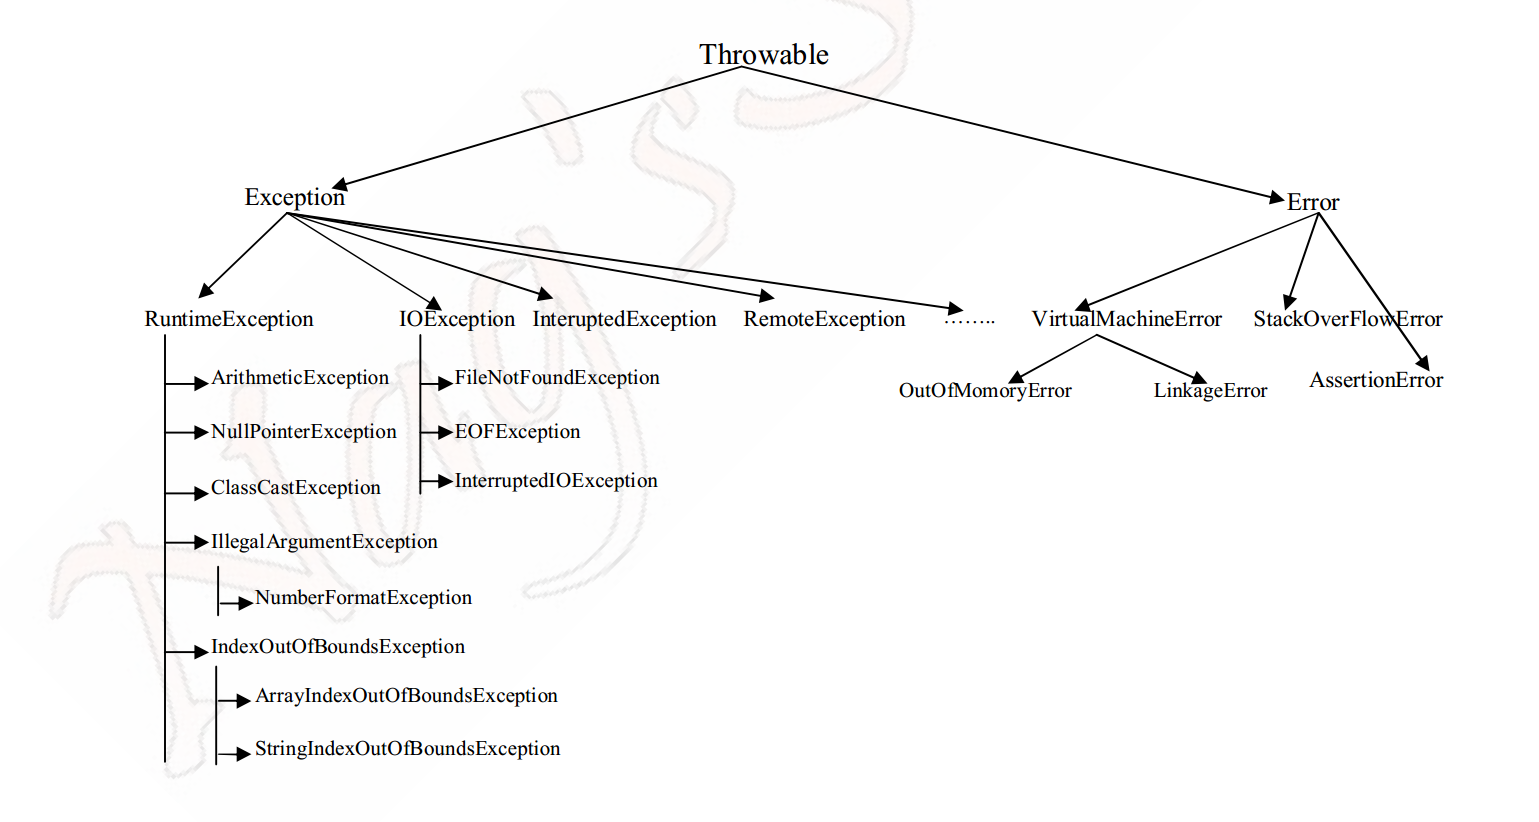 Throwable
Exception
Error
RuntimeException
IOException
InteruptedException
RemoteException
........
VirtualMachineError
StackOverFlowError
ArithmeticException
FileNotFoundException
OutOfMomoryError
LinkageError
AssertionError
NullPointerException
EOFException
ClassCastException
InterruptedIOException
IllegalArgumentException
NumberFormatException
IndexOutOfBoundsException
ArrayIndexOutOfBoundsException
StringIndexOutOfBoundsException
Nag's